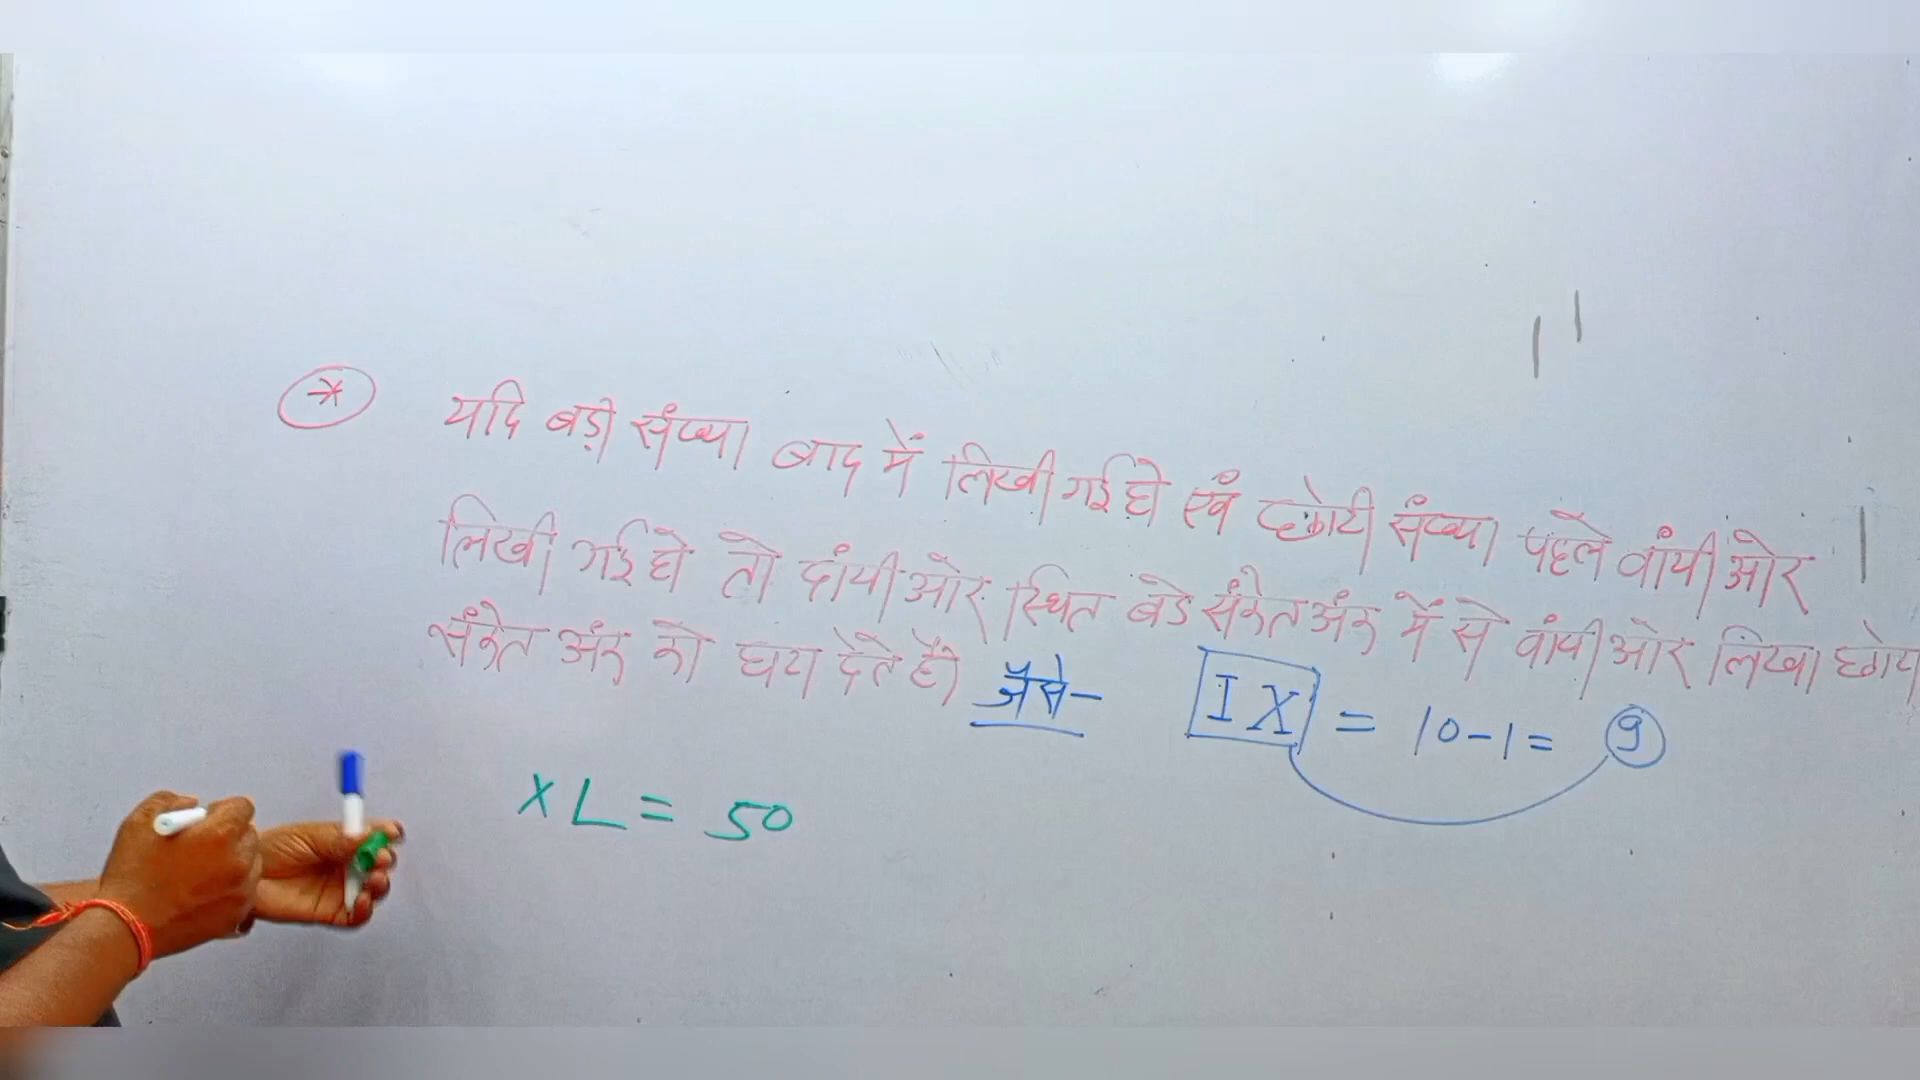 * यदि बड़ी संख्या बाद में लिखी गई हो एवं छोटी संख्या पहले वांयी ओर
लिखी गई हो तो दांयी ओर स्थित बडे संकेत अंक में से वांयी ओर लिखा छोटा
संकेत अंक को घटा देते है। जैसे- IX = 10-1= 9
XL = 50